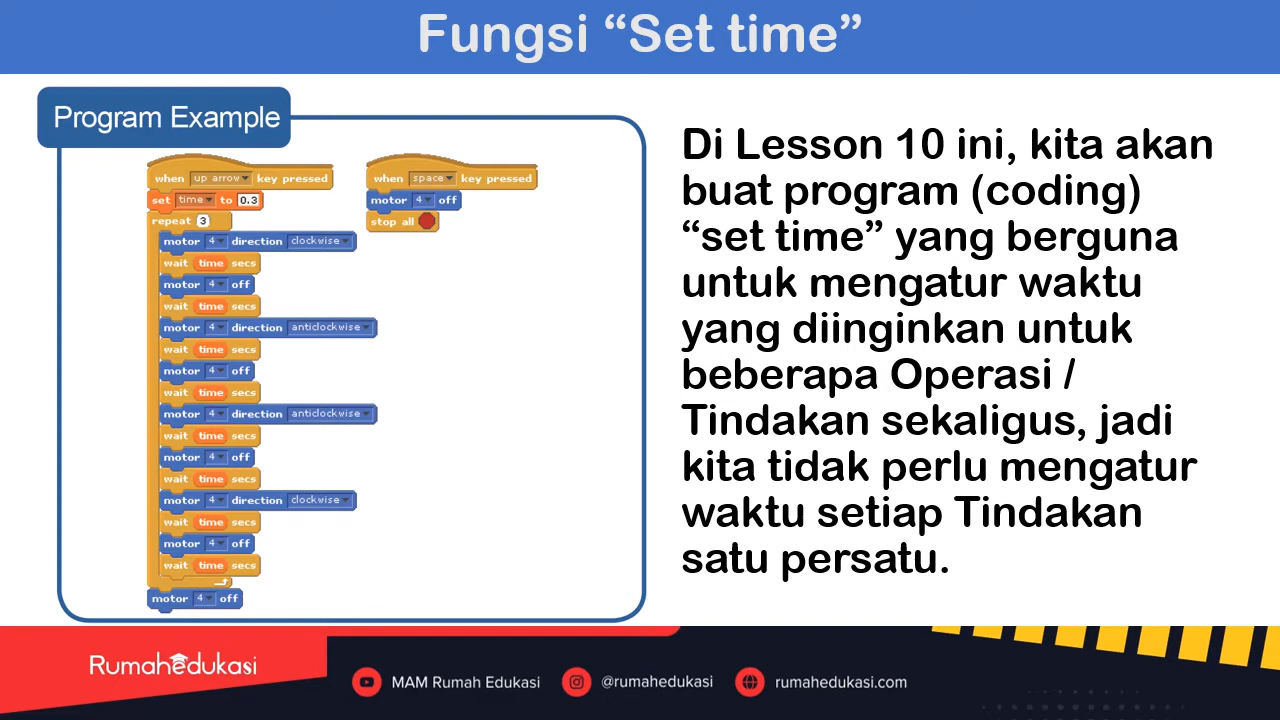 Fungsi “Set time”
Program Example
when up arrow key pressed
set time to 0.3
repeat 3
motor 4 direction clockwise
wait time secs
motor 4 off
wait time secs
motor 4 direction anticlockwise
wait time secs
motor 4 off
wait time secs
motor 4 direction anticlockwise
wait time secs
motor 4 off
wait time secs
motor 4 direction clockwise
wait time secs
motor 4 off
wait time secs
motor 4 off
when space key pressed
motor 4 off
stop all
Di Lesson 10 ini, kita akan
buat program (coding)
“set time” yang berguna
untuk mengatur waktu
yang diinginkan untuk
beberapa Operasi /
Tindakan sekaligus, jadi
kita tidak perlu mengatur
waktu setiap Tindakan
satu persatu.
Rumahedukasi
MAM Rumah Edukasi
@rumahedukasi
rumahedukasi.com